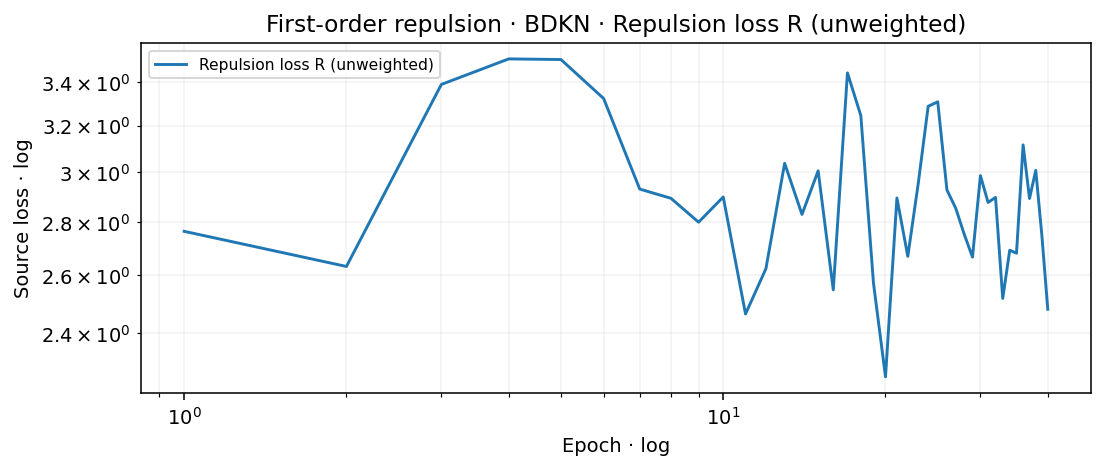 First-order repulsion · BDKN · Repulsion loss R (unweighted)
Repulsion loss R (unweighted)
Source loss · log
3.4 × 10⁰
3.2 × 10⁰
3 × 10⁰
2.8 × 10⁰
2.6 × 10⁰
2.4 × 10⁰
10⁰ 10¹
Epoch · log